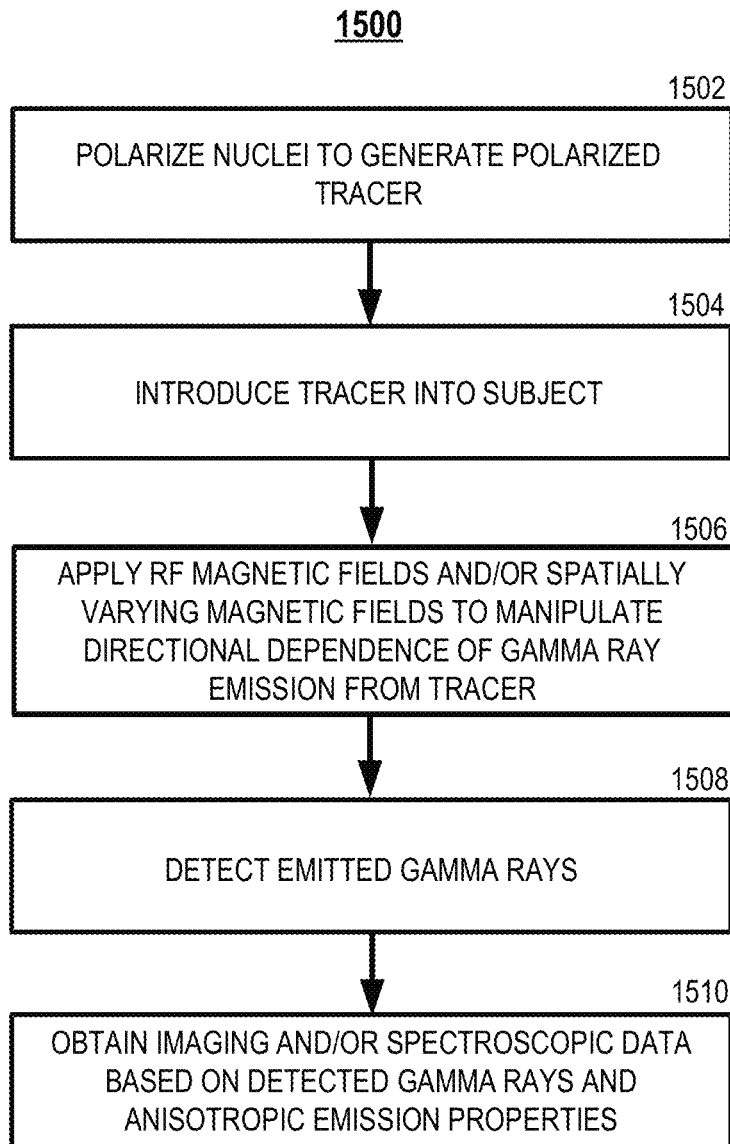 1500
1502
POLARIZE NUCLEI TO GENERATE POLARIZED
TRACER
1504
INTRODUCE TRACER INTO SUBJECT
1506
APPLY RF MAGNETIC FIELDS AND/OR SPATIALLY
VARYING MAGNETIC FIELDS TO MANIPULATE
DIRECTIONAL DEPENDENCE OF GAMMA RAY
EMISSION FROM TRACER
1508
DETECT EMITTED GAMMA RAYS
1510
OBTAIN IMAGING AND/OR SPECTROSCOPIC DATA
BASED ON DETECTED GAMMA RAYS AND
ANISOTROPIC EMISSION PROPERTIES